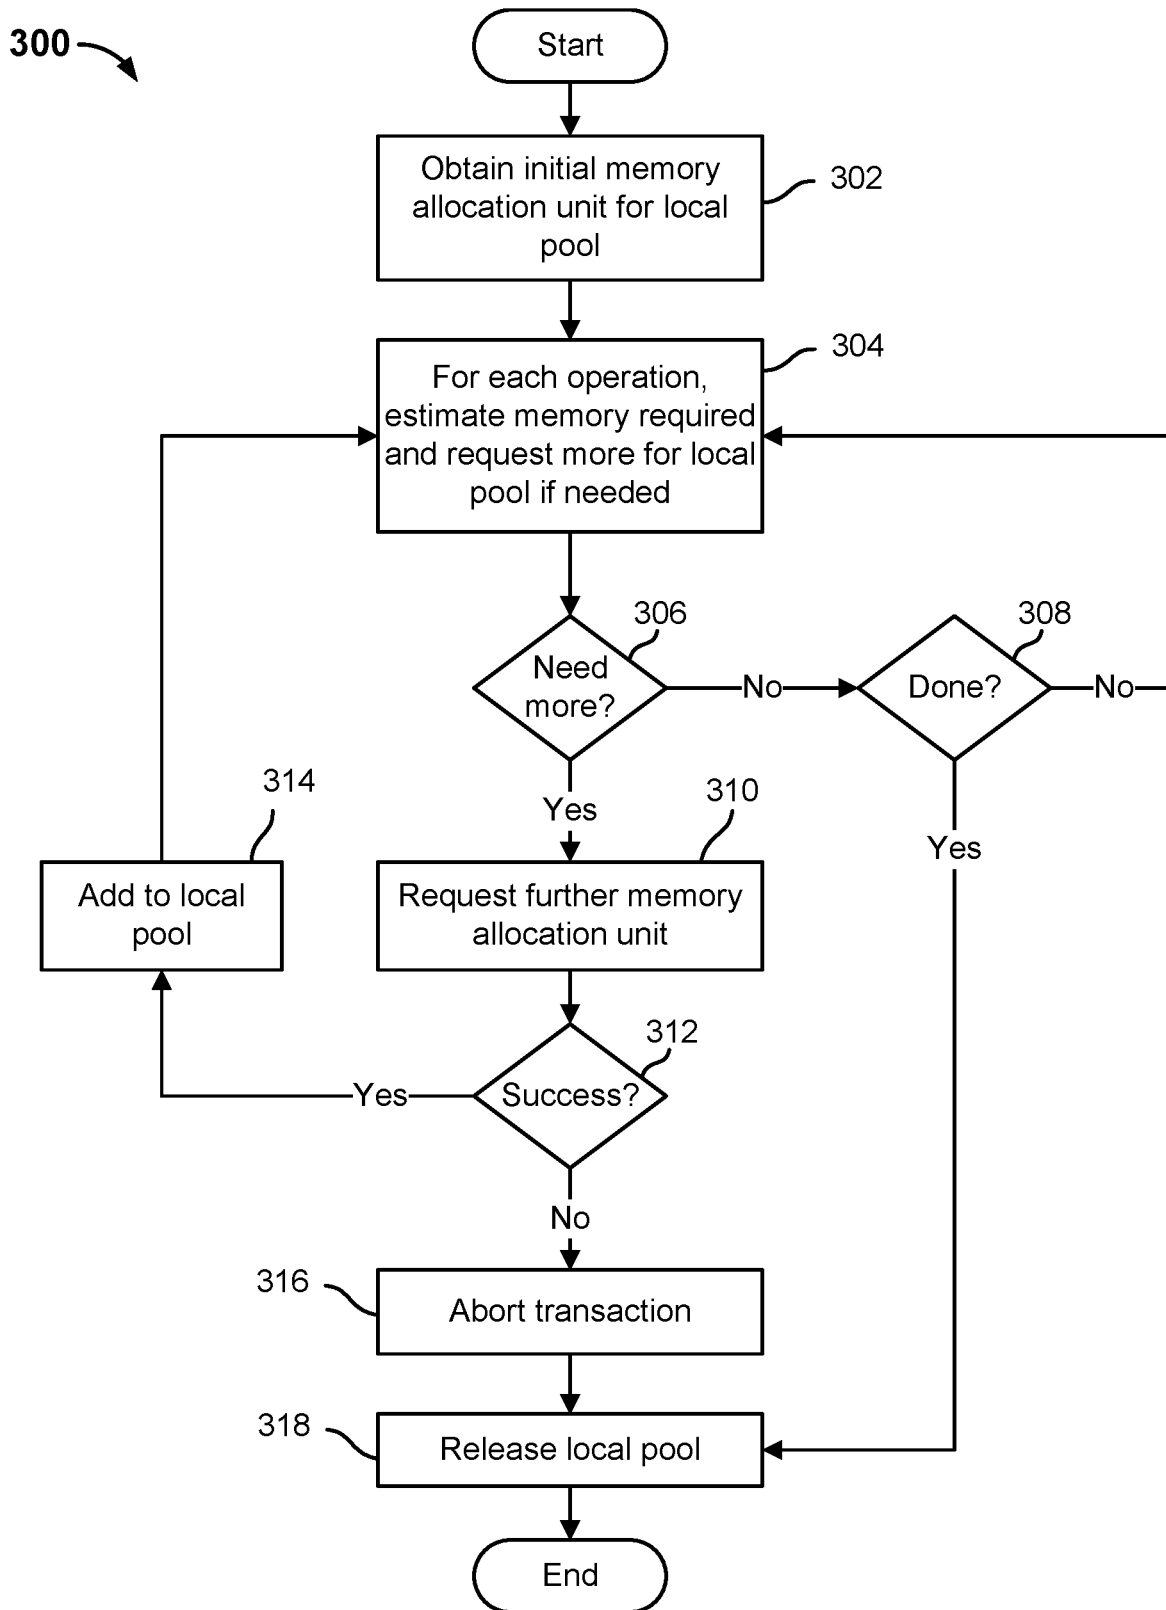 300
Start
Obtain initial memory
allocation unit for local
pool
302
For each operation,
estimate memory required
and request more for local
pool if needed
304
Need
more?
306
No
Done?
308
No
Yes
Yes
310
Request further memory
allocation unit
314
Add to local
pool
Success?
312
Yes
No
316
Abort transaction
318
Release local pool
End